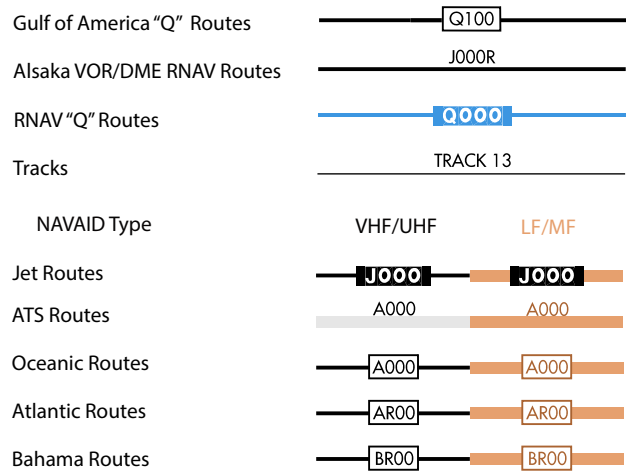 Gulf of America “Q” Routes Q100
Alsaka VOR/DME RNAV Routes J000R
RNAV “Q” Routes Q000
Tracks TRACK 13
NAVAID Type VHF/UHF LF/MF
Jet Routes J000 J000
ATS Routes A000 A000
Oceanic Routes A000 A000
Atlantic Routes AR00 AR00
Bahama Routes BR00 BR00